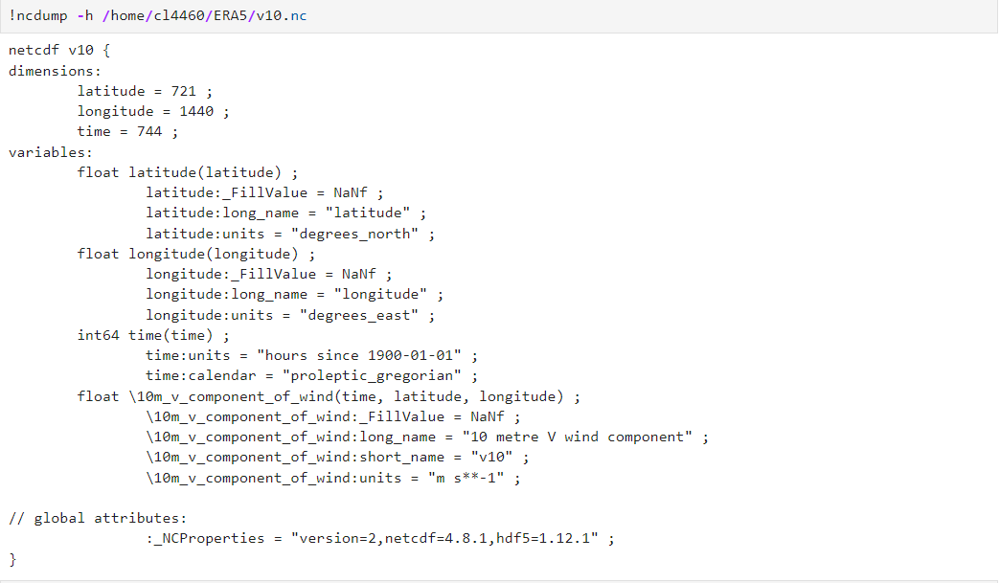 !ncdump -h /home/cl4460/ERA5/v10.nc
netcdf v10 {
dimensions:
latitude = 721 ;
longitude = 1440 ;
time = 744 ;
variables:
float latitude(latitude) ;
latitude:_FillValue = NaNf ;
latitude:long_name = "latitude" ;
latitude:units = "degrees_north" ;
float longitude(longitude) ;
longitude:_FillValue = NaNf ;
longitude:long_name = "longitude" ;
longitude:units = "degrees_east" ;
int64 time(time) ;
time:units = "hours since 1900-01-01" ;
time:calendar = "proleptic_gregorian" ;
float \10m_v_component_of_wind(time, latitude, longitude) ;
\10m_v_component_of_wind:_FillValue = NaNf ;
\10m_v_component_of_wind:long_name = "10 metre V wind component" ;
\10m_v_component_of_wind:short_name = "v10" ;
\10m_v_component_of_wind:units = "m s**-1" ;
// global attributes:
:_NCProperties = "version=2,netcdf=4.8.1,hdf5=1.12.1" ;
}